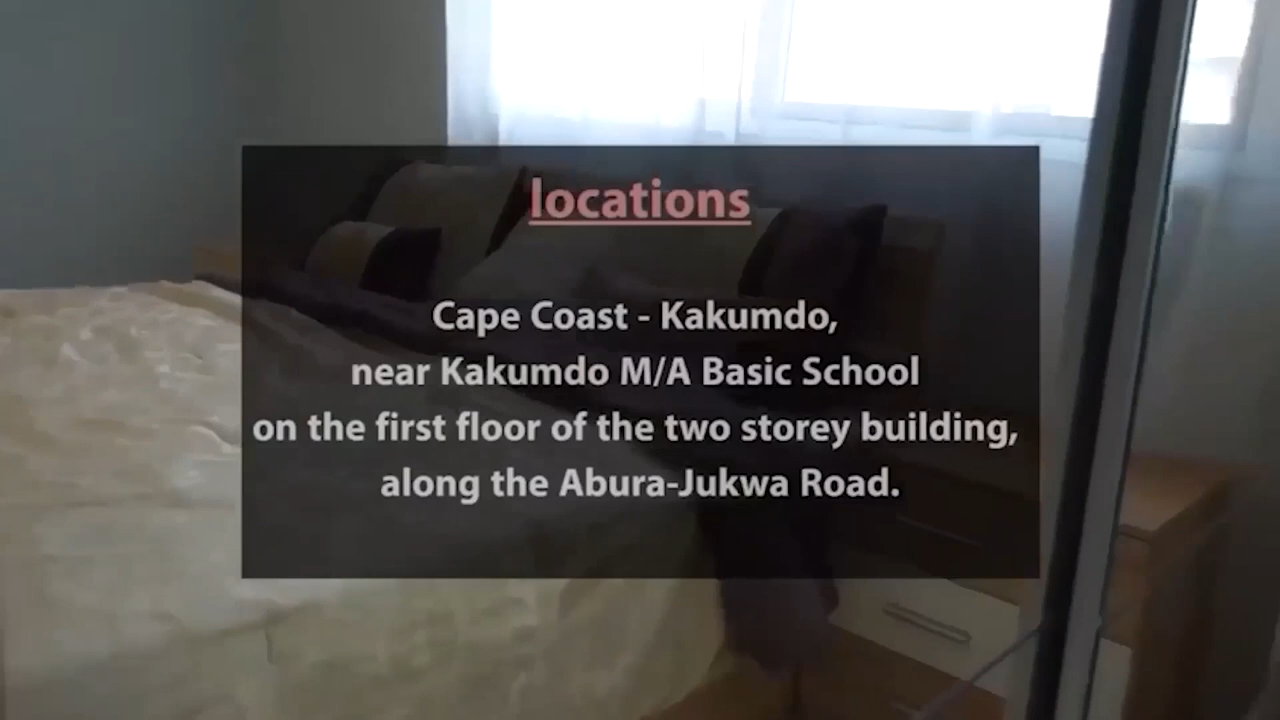 locations
Cape Coast - Kakumdo,
near Kakumdo M/A Basic School
on the first floor of the two storey building,
along the Abura-Jukwa Road.